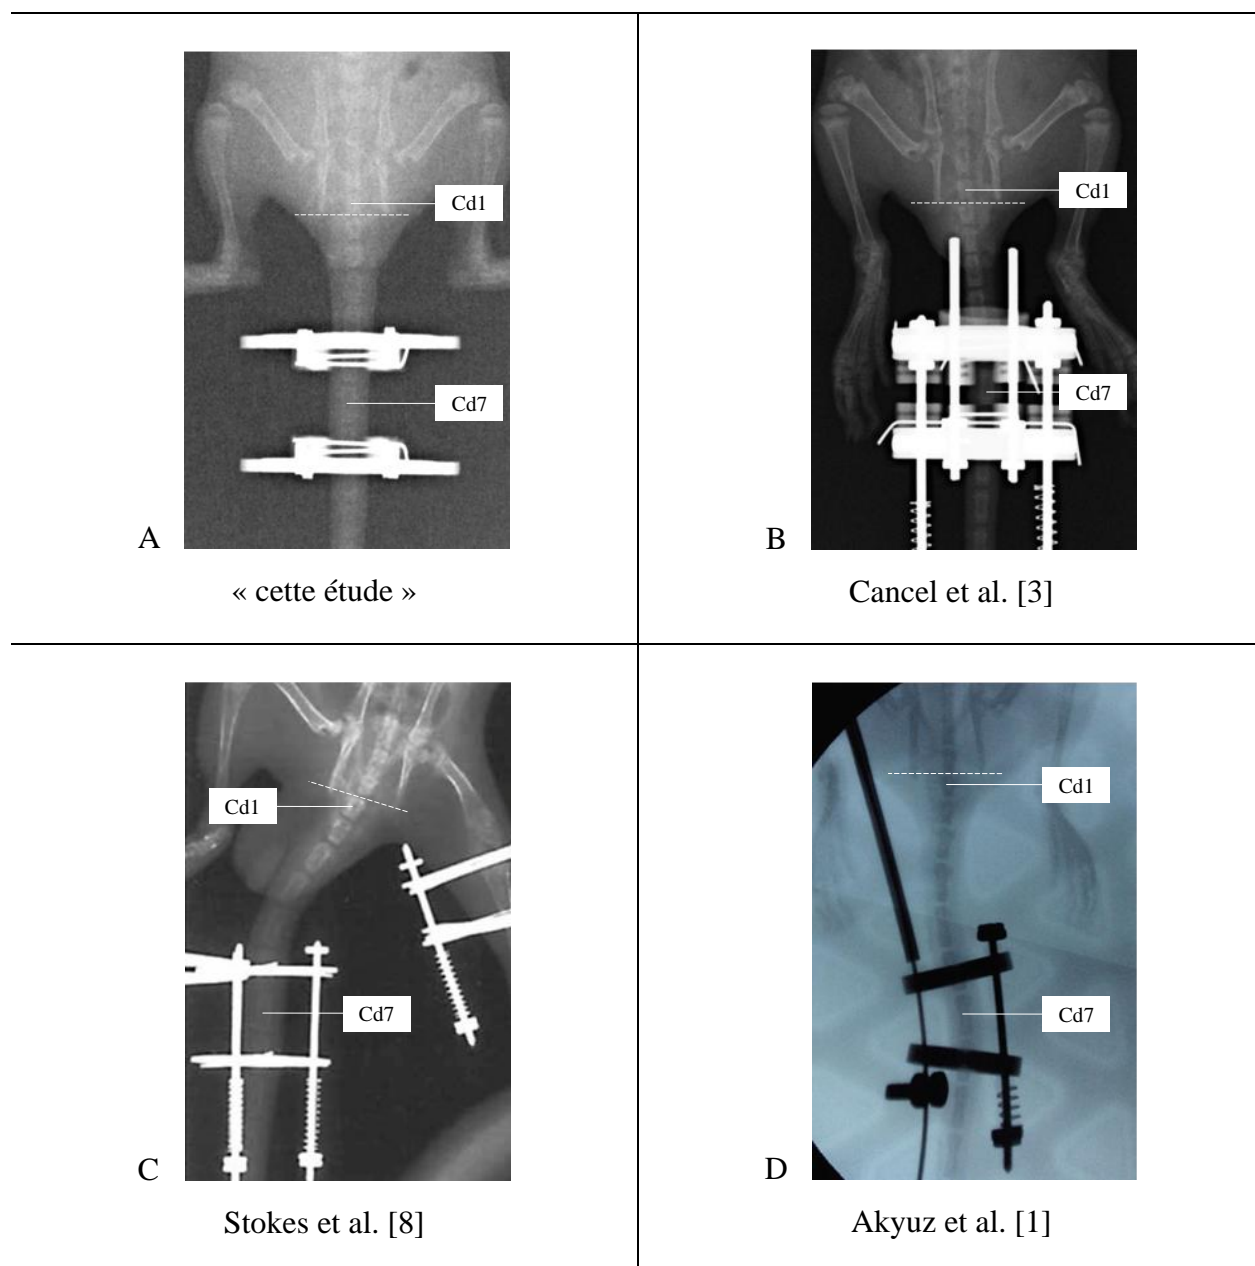 Cd1
Cd7
A
« cette étude »
Cd1
Cd7
B
Cancel et al. [3]
Cd1
Cd7
C
Stokes et al. [8]
Cd1
Cd7
D
Akyuz et al. [1]